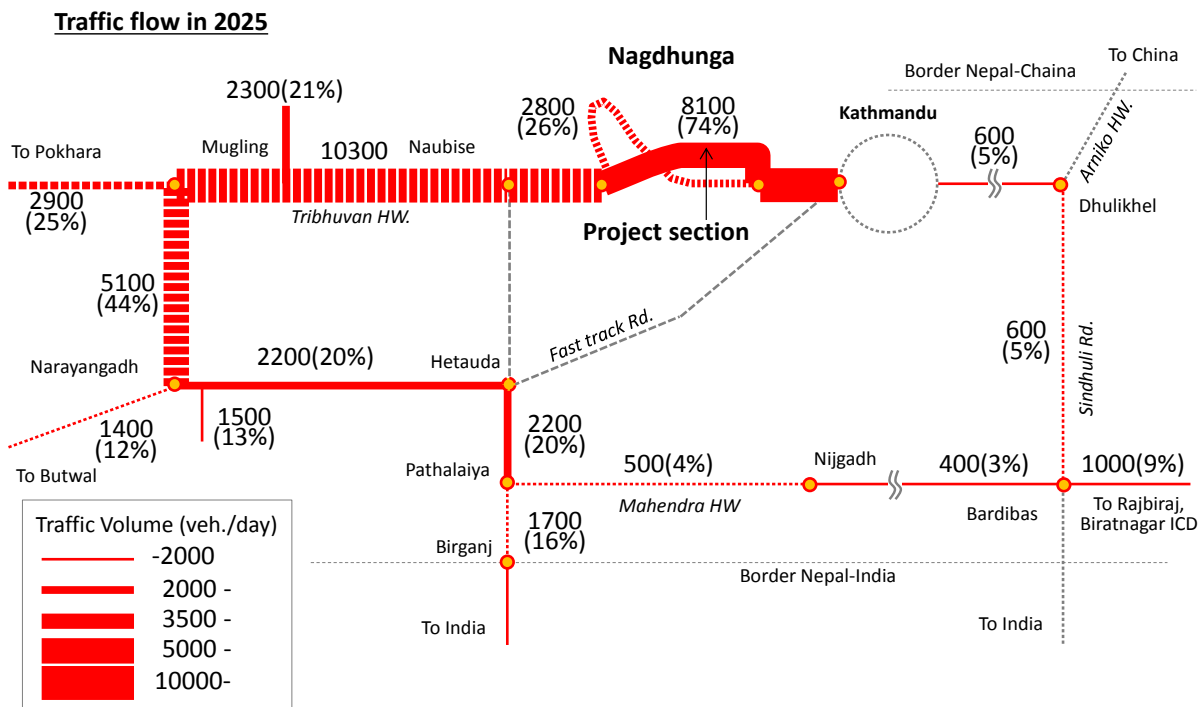 Traffic flow in 2025
Nagdhunga
To China
Border Nepal-Chaina
2300(21%)
2800
(26%)
8100
(74%)
Kathmandu
600
(5%)
Arniko HW.
To Pokhara
Mugling
10300
Naubise
2900
(25%)
Tribhuvan HW.
Project section
Dhulikhel
5100
(44%)
Fast track Rd.
600
(5%)
Sindhuli Rd.
Narayangadh
2200(20%)
Hetauda
1400
(12%)
1500
(13%)
2200
(20%)
To Butwal
Pathalaiya
500(4%)
Nijgadh
400(3%)
1000(9%)
Mahendra HW
Bardibas
To Rajbiraj,
Biratnagar ICD
1700
(16%)
Birganj
Border Nepal-India
To India
To India
Traffic Volume (veh./day)
-2000
2000 -
3500 -
5000 -
10000-